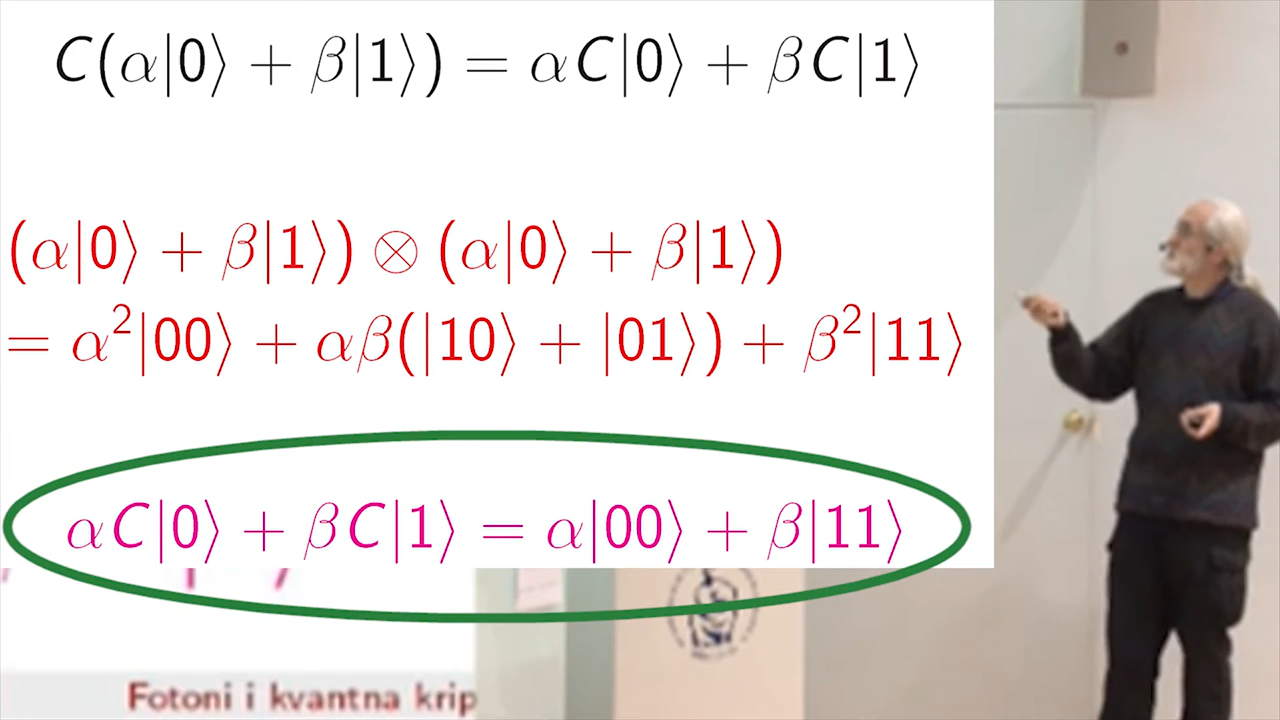 C(α|0⟩ + β|1⟩) = αC|0⟩ + βC|1⟩
(α|0⟩ + β|1⟩) ⊗ (α|0⟩ + β|1⟩)
= α²|00⟩ + αβ(|10⟩ + |01⟩) + β²|11⟩
αC|0⟩ + βC|1⟩ = α|00⟩ + β|11⟩
Fotoni i kvantna krip